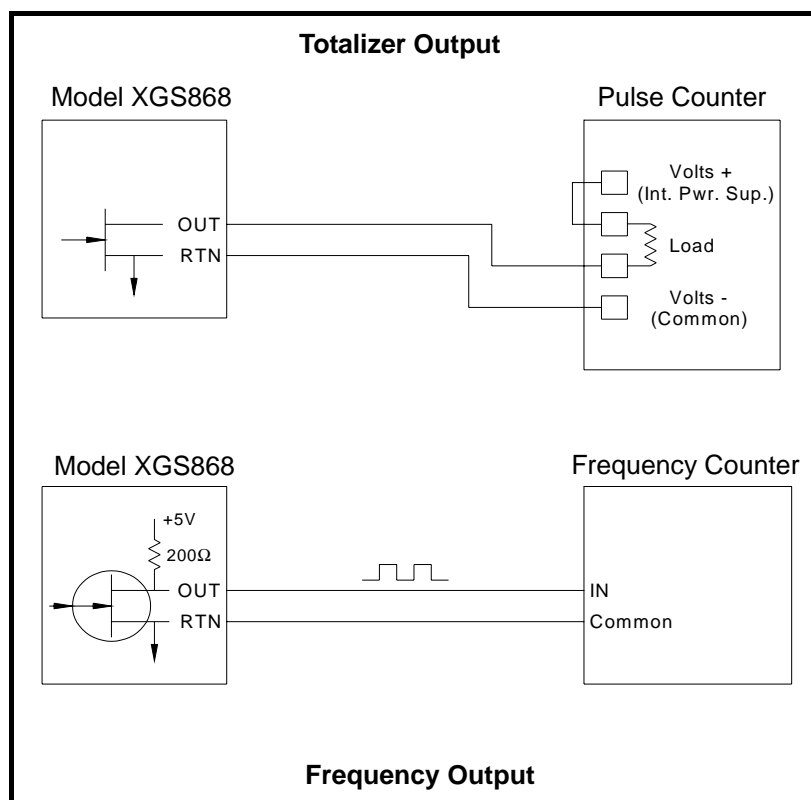 Totalizer Output
Model XGS868
Pulse Counter
OUT
RTN
Volts +
(Int. Pwr. Sup.)
Load
Volts -
(Common)
Model XGS868
Frequency Counter
+5V
200Ω
OUT
RTN
IN
Common
Frequency Output